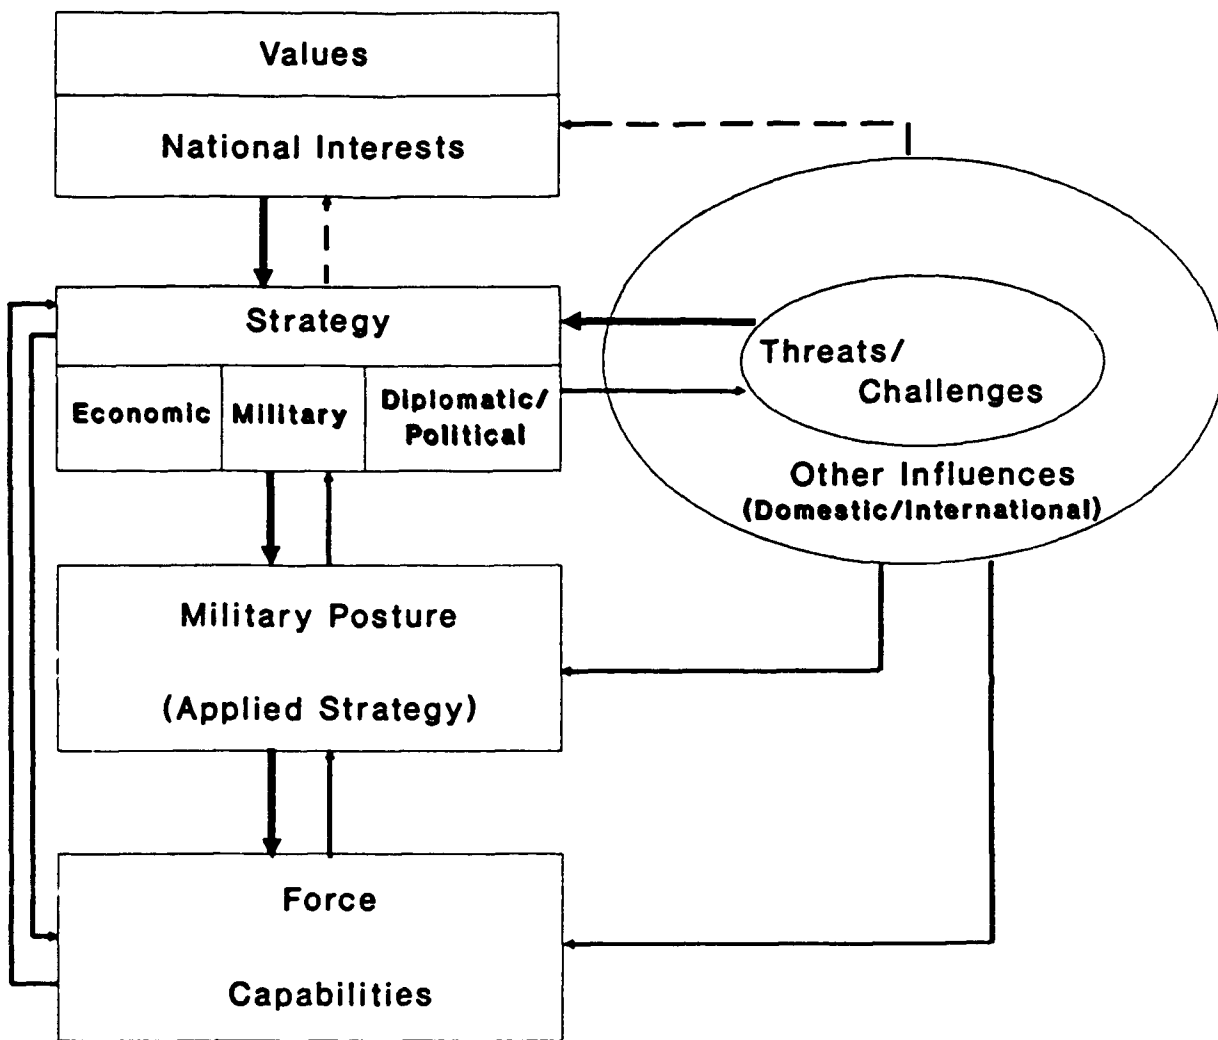 Values
National Interests
Strategy
Economic
Military
Diplomatic/
Political
Threats/
Challenges
Other Influences
(Domestic/International)
Military Posture
(Applied Strategy)
Force
Capabilities